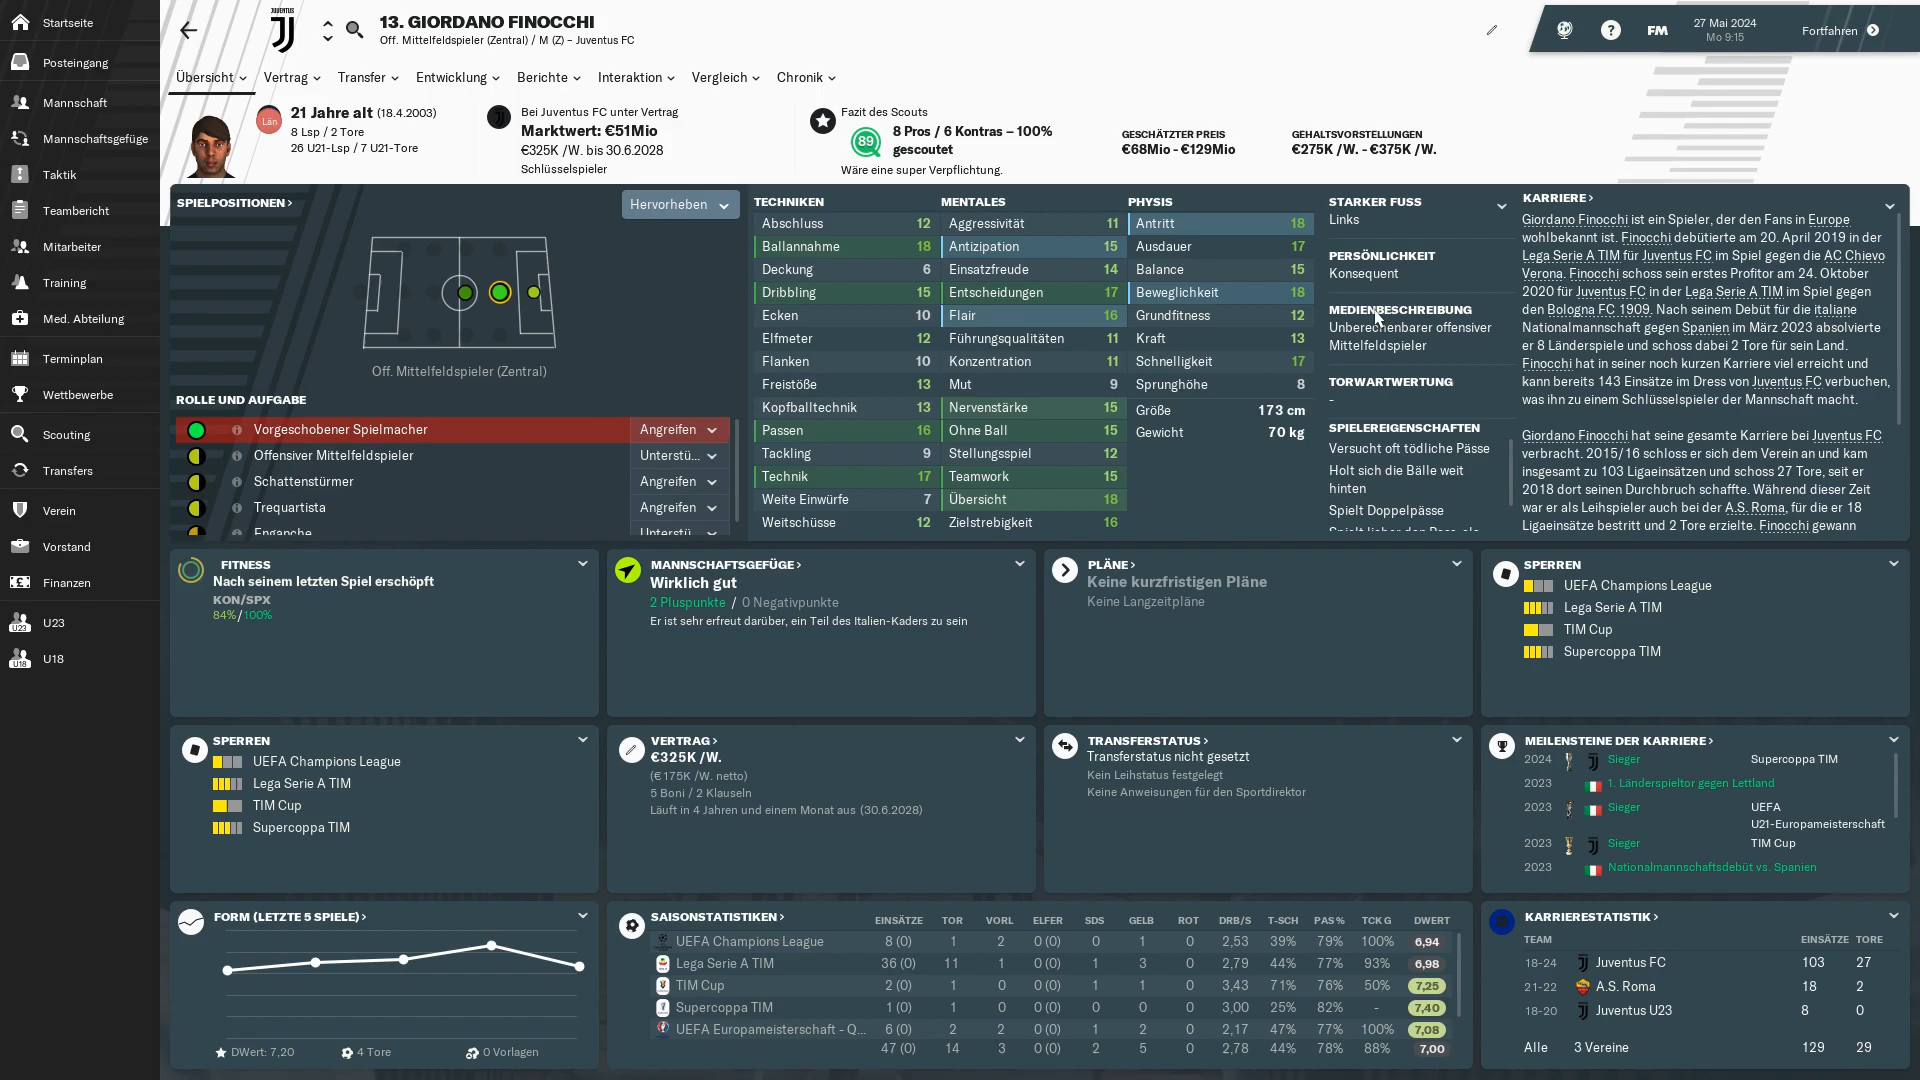 Startseite
Posteingang
Mannschaft
Mannschaftsgefüge
Taktik
Teambericht
Mitarbeiter
Training
Med. Abteilung
Terminplan
Wettbewerbe
Scouting
Transfers
Verein
Vorstand
Finanzen
U23
U23
U18
U18
JUVENTUS
13. GIORDANO FINOCCHI
Off. Mittelfeldspieler (Zentral) / M (Z) – Juventus FC
FM
27 Mai 2024
Mo 9:15
Fortfahren
Übersicht Vertrag Transfer Entwicklung Berichte Interaktion Vergleich Chronik
Län
21 Jahre alt (18.4.2003)
8 Lsp / 2 Tore
26 U21-Lsp / 7 U21-Tore
Bei Juventus FC unter Vertrag
Marktwert: €51Mio
€325K /W. bis 30.6.2028
Schlüsselspieler
Fazit des Scouts
89
8 Pros / 6 Kontras – 100% gescoutet
Wäre eine super Verpflichtung.
GESCHÄTZTER PREIS
€68Mio - €129Mio
GEHALTSVORSTELLUNGEN
€275K /W. - €375K /W.
SPIELPOSITIONEN >
Hervorheben
Off. Mittelfeldspieler (Zentral)
ROLLE UND AUFGABE
Vorgeschobener Spielmacher Angreifen
Offensiver Mittelfeldspieler Unterstü...
Schattenstürmer Angreifen
Trequartista Angreifen
Enganche Unterstü...
TECHNIKEN
Abschluss 12
Ballannahme 18
Deckung 6
Dribbling 15
Ecken 10
Elfmeter 12
Flanken 10
Freistöße 13
Kopfballtechnik 13
Passen 16
Tackling 9
Technik 17
Weite Einwürfe 7
Weitschüsse 12
MENTALES
Aggressivität 11
Antizipation 15
Einsatzfreude 14
Entscheidungen 17
Flair 16
Führungsqualitäten 11
Konzentration 11
Mut 9
Nervenstärke 15
Ohne Ball 15
Stellungsspiel 12
Teamwork 15
Übersicht 18
Zielstrebigkeit 16
PHYSIS
Antritt 18
Ausdauer 17
Balance 15
Beweglichkeit 18
Grundfitness 12
Kraft 13
Schnelligkeit 17
Sprunghöhe 8
Größe 173 cm
Gewicht 70 kg
STARKER FUSS
Links
PERSÖNLICHKEIT
Konsequent
MEDIENBESCHREIBUNG
Unberechenbarer offensiver
Mittelfeldspieler
TORWARTWERTUNG
-
SPIELEREIGENSCHAFTEN
Versucht oft tödliche Pässe
Holt sich die Bälle weit
hinten
Spielt Doppelpässe
KARRIERE >
Giordano Finocchi ist ein Spieler, der den Fans in Europe
wohlbekannt ist. Finocchi debütierte am 20. April 2019 in der
Lega Serie A TIM für Juventus FC im Spiel gegen die AC Chievo
Verona. Finocchi schoss sein erstes Profitor am 24. Oktober
2020 für Juventus FC in der Lega Serie A TIM im Spiel gegen
den Bologna FC 1909. Nach seinem Debüt für die italiane
Nationalmannschaft gegen Spanien im März 2023 absolvierte
er 8 Länderspiele und schoss dabei 2 Tore für sein Land.
Finocchi hat in seiner noch kurzen Karriere viel erreicht und
kann bereits 143 Einsätze im Dress von Juventus FC verbuchen,
was ihn zu einem Schlüsselspieler der Mannschaft macht.
Giordano Finocchi hat seine gesamte Karriere bei Juventus FC
verbracht. 2015/16 schloss er sich dem Verein an und kam
insgesamt zu 103 Ligaeinsätzen und schoss 27 Tore, seit er
2018 dort seinen Durchbruch schaffte. Während dieser Zeit
war er als Leihspieler auch bei der A.S. Roma, für die er 18
Ligaeinsätze bestritt und 2 Tore erzielte. Finocchi gewann
FITNESS
Nach seinem letzten Spiel erschöpft
KON/SPX
84%/100%
MANNSCHAFTSGEFÜGE >
Wirklich gut
2 Pluspunkte / 0 Negativpunkte
Er ist sehr erfreut darüber, ein Teil des Italien-Kaders zu sein
PLÄNE >
Keine kurzfristigen Pläne
Keine Langzeitpläne
SPERREN
UEFA Champions League
Lega Serie A TIM
TIM Cup
Supercoppa TIM
SPERREN
UEFA Champions League
Lega Serie A TIM
TIM Cup
Supercoppa TIM
VERTRAG >
€325K /W.
(€175K /W. netto)
5 Boni / 2 Klauseln
Läuft in 4 Jahren und einem Monat aus (30.6.2028)
TRANSFERSTATUS >
Transferstatus nicht gesetzt
Kein Leihstatus festgelegt
Keine Anweisungen für den Sportdirektor
MEILENSTEINE DER KARRIERE >
2024 Sieger Supercoppa TIM
2023 1. Länderspieltor gegen Lettland
2023 Sieger UEFA
U21-Europameisterschaft
2023 Sieger TIM Cup
2023 Nationalmannschaftsdebüt vs. Spanien
FORM (LETZTE 5 SPIELE) >
DWert: 7,20 4 Tore 0 Vorlagen
SAISONSTATISTIKEN > EINSÄTZE TOR VORL ELFER SDS GELB ROT DRB/S T-SCH PAS % TCK G DWERT
UEFA Champions League 8 (0) 1 2 0 (0) 0 1 0 2,53 39% 79% 100% 6,94
Lega Serie A TIM 36 (0) 11 1 0 (0) 1 3 0 2,79 44% 77% 93% 6,98
TIM Cup 2 (0) 1 0 0 (0) 1 1 0 3,43 71% 76% 50% 7,25
Supercoppa TIM 1 (0) 1 0 0 (0) 0 0 0 3,00 25% 82% - 7,40
UEFA Europameisterschaft - Q... 6 (0) 2 2 0 (0) 1 2 0 2,17 47% 77% 100% 7,08
47 (0) 14 3 0 (0) 2 5 0 2,78 44% 78% 88% 7,00
KARRIERESTATISTIK >
TEAM EINSÄTZE TORE
18-24 Juventus FC 103 27
21-22 A.S. Roma 18 2
18-20 Juventus U23 8 0
Alle 3 Vereine 129 29